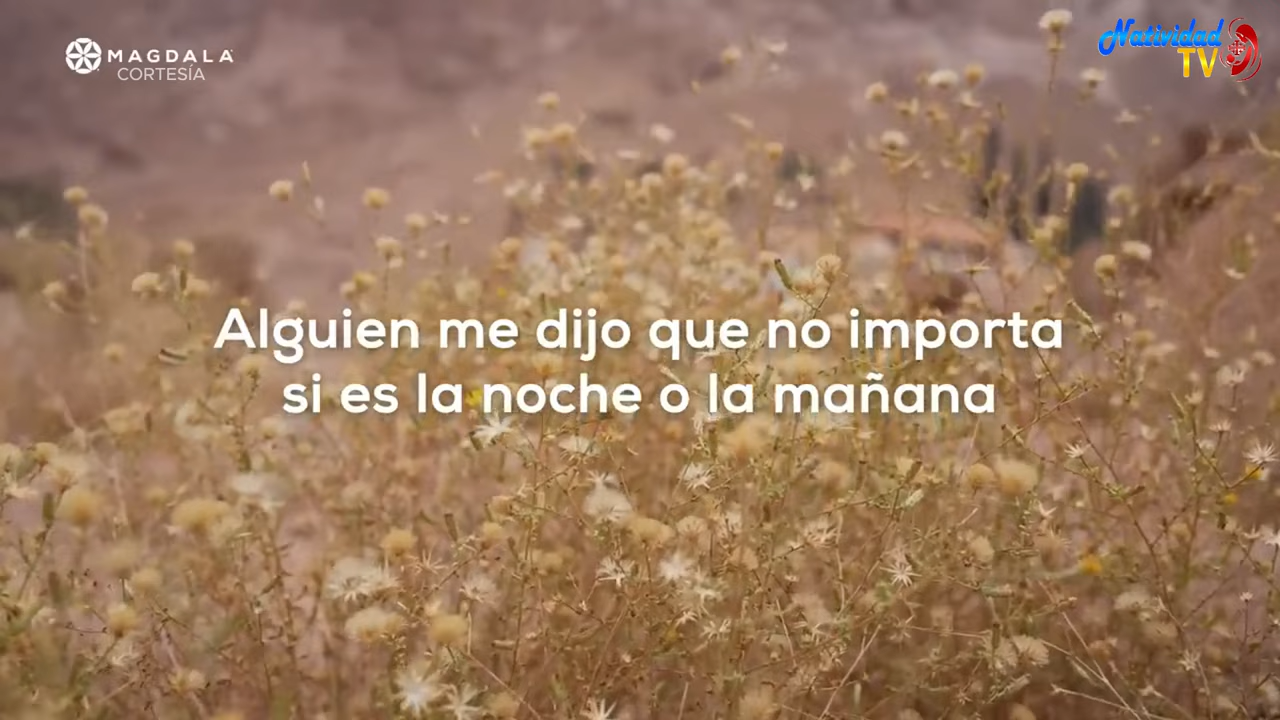 MAGDALA
CORTESÍA
Natividad
TV
Alguien me dijo que no importa
si es la noche o la mañana